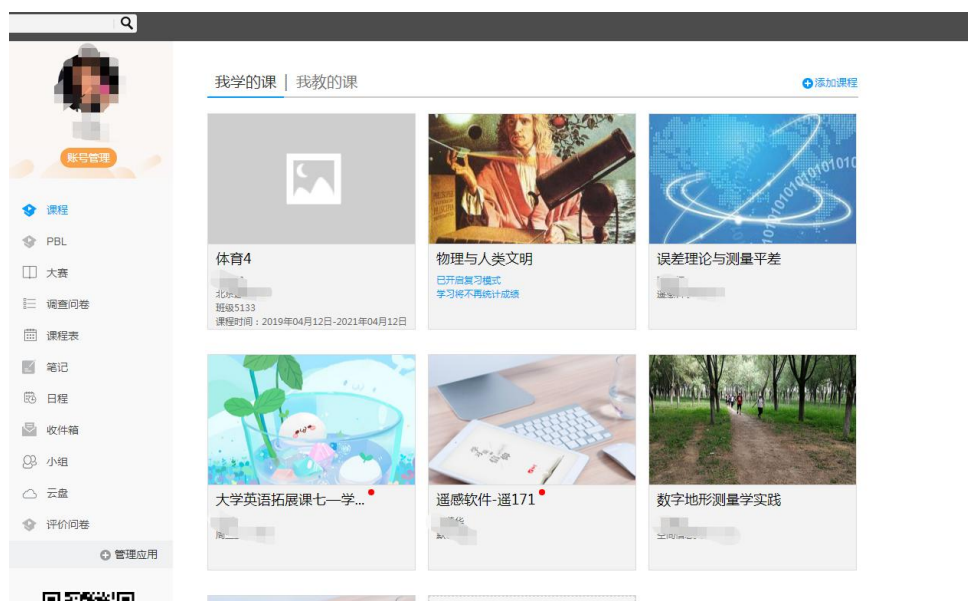 账号管理
课程
PBL
大赛
调查问卷
课程表
笔记
日程
收件箱
小组
云盘
评价问卷
管理应用
我学的课 | 我教的课
添加课程
体育4
班级5133
课程时间：2019年04月12日-2021年04月12日
物理与人类文明
已开启复习模式
学习将不再统计成绩
误差理论与测量平差
大学英语拓展课七—学...
遥感软件-遥171
数字地形测量学实践